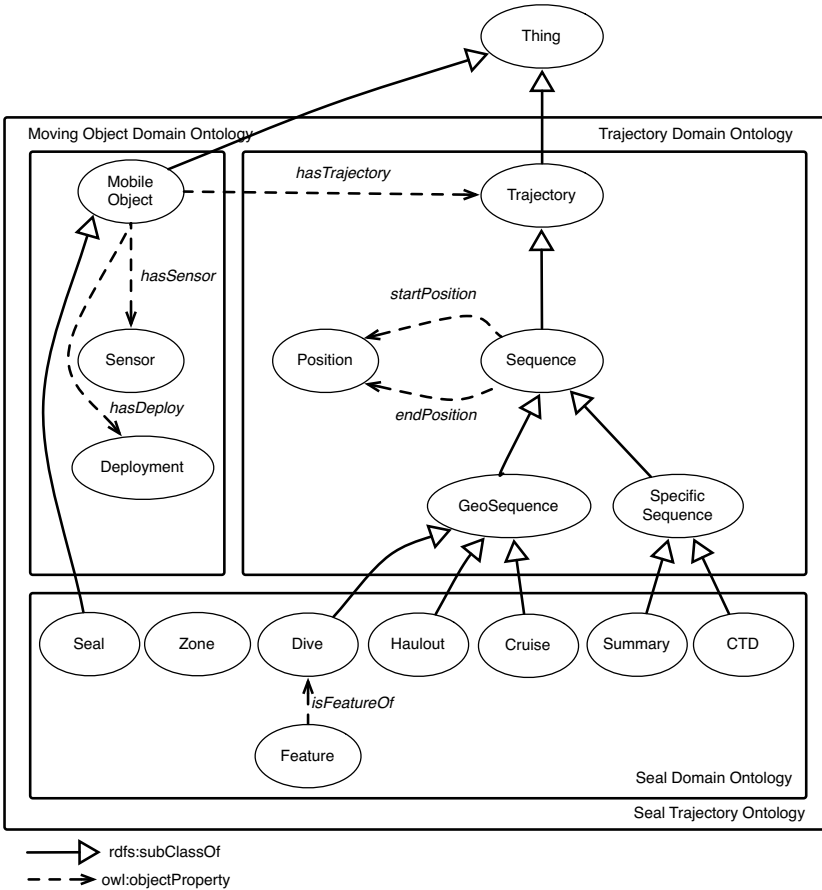 Thing
Moving Object Domain Ontology
Trajectory Domain Ontology
Mobile
Object
hasTrajectory
Trajectory
hasSensor
startPosition
Sensor
Position
Sequence
hasDeploy
endPosition
Deployment
GeoSequence
Specific
Sequence
Seal
Zone
Dive
Haulout
Cruise
Summary
CTD
isFeatureOf
Feature
Seal Domain Ontology
Seal Trajectory Ontology
rdfs:subClassOf
owl:objectProperty